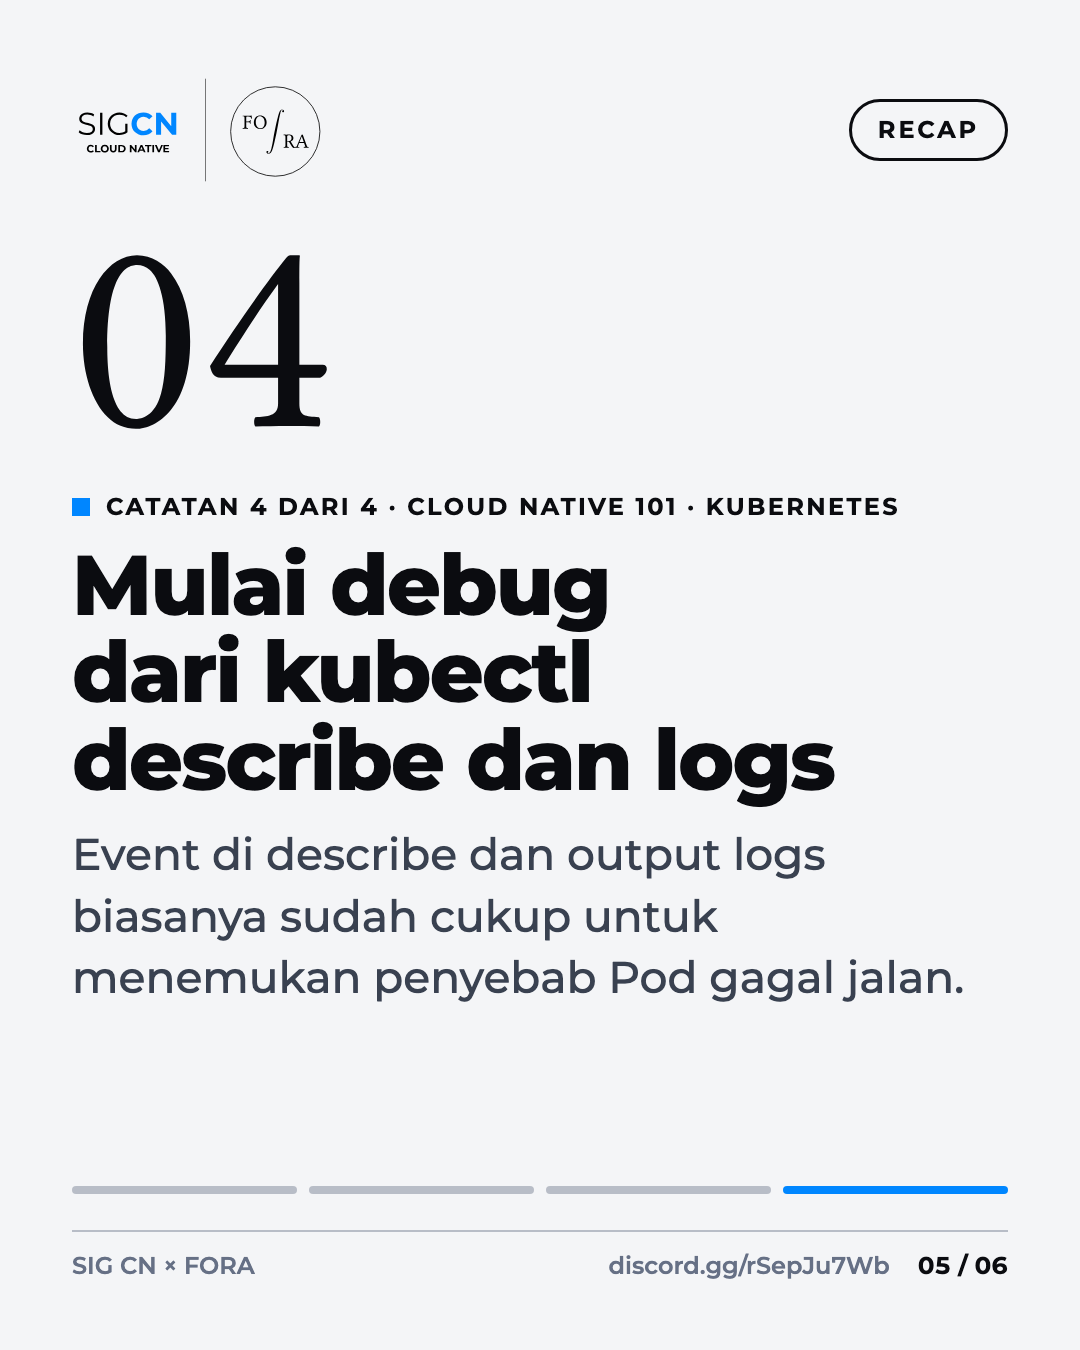 SIGCN
CLOUD NATIVE
FO RA
RECAP
04
CATATAN 4 DARI 4 · CLOUD NATIVE 101 · KUBERNETES
Mulai debug
dari kubectl
describe dan logs
Event di describe dan output logs
biasanya sudah cukup untuk
menemukan penyebab Pod gagal jalan.
SIG CN × FORA
discord.gg/rSepJu7Wb
05 / 06